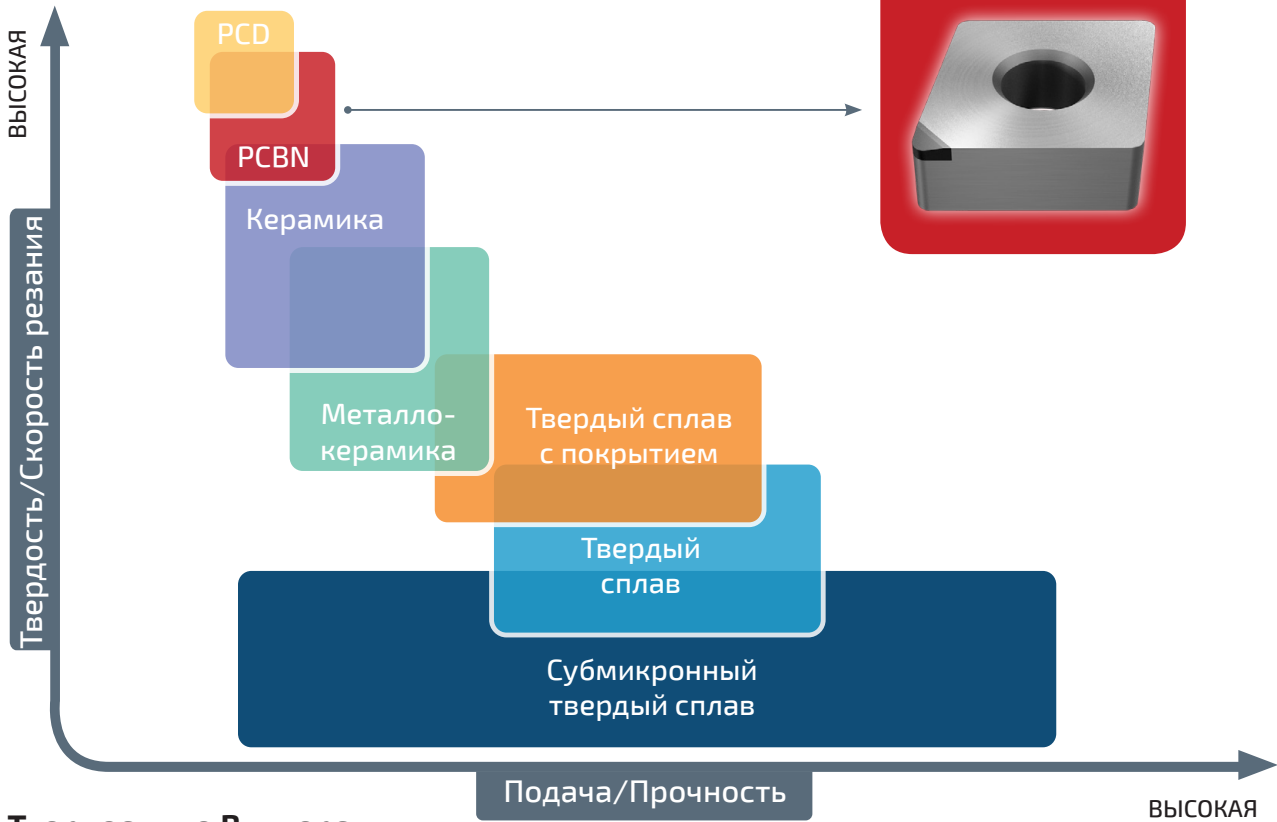 ВЫСОКАЯ
Твердость/Скорость резания
PCD
PCBN
Керамика
Металло-
керамика
Твердый сплав
с покрытием
Твердый
сплав
Субмикронный
твердый сплав
Подача/Прочность
ВЫСОКАЯ